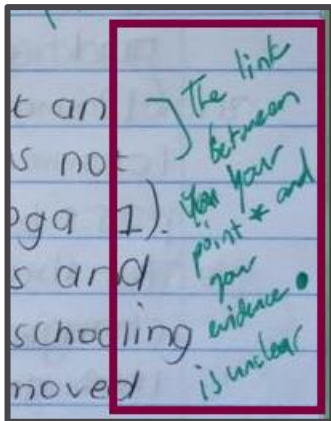 t an
s not
oga 1).
s and
schooling
moved
The link
between
your
point * and
your
evidence
is unclear